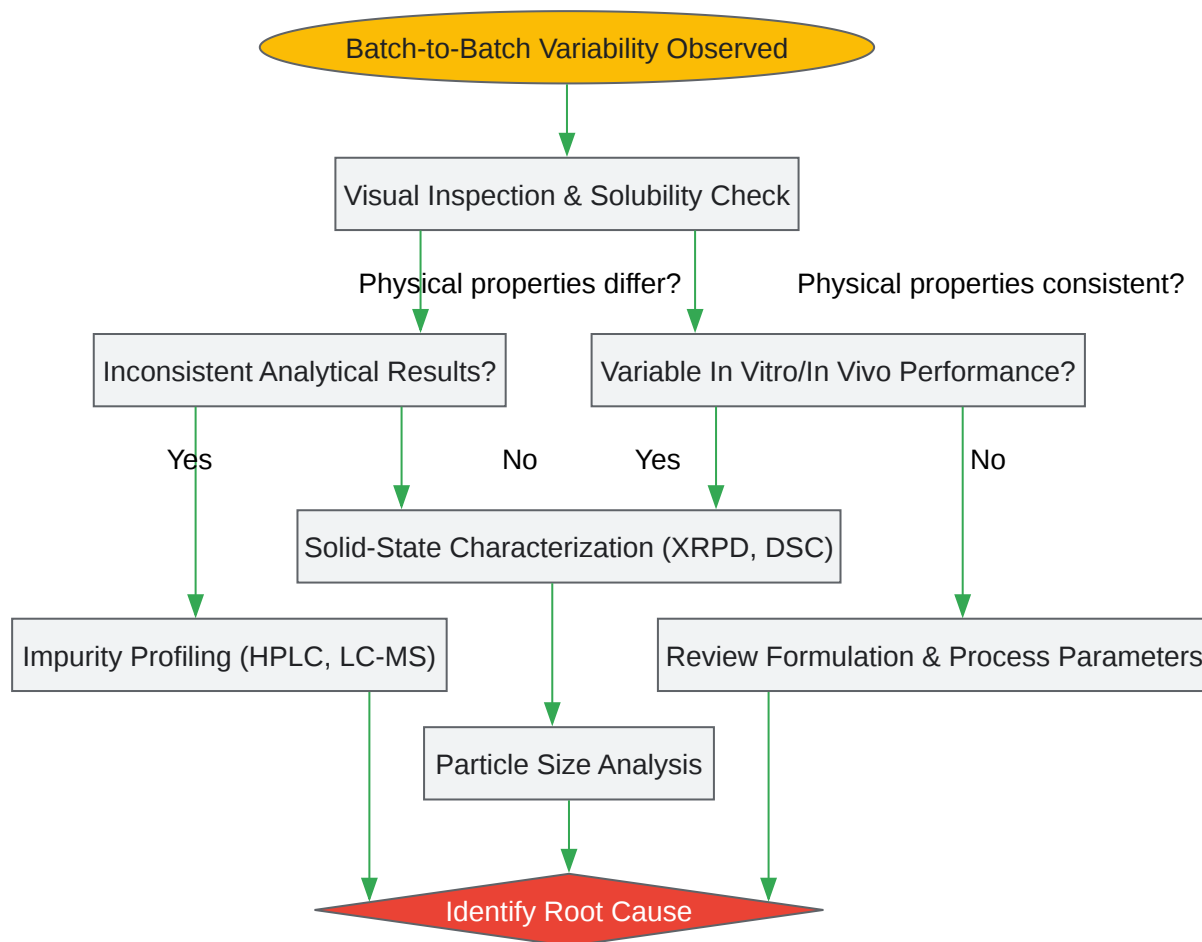 Batch-to-Batch Variability Observed
Visual Inspection & Solubility Check
Physical properties differ?
Physical properties consistent?
Inconsistent Analytical Results?
Variable In Vitro/In Vivo Performance?
Yes
No
Yes
No
Solid-State Characterization (XRPD, DSC)
Impurity Profiling (HPLC, LC-MS)
Review Formulation & Process Parameters
Particle Size Analysis
Identify Root Cause